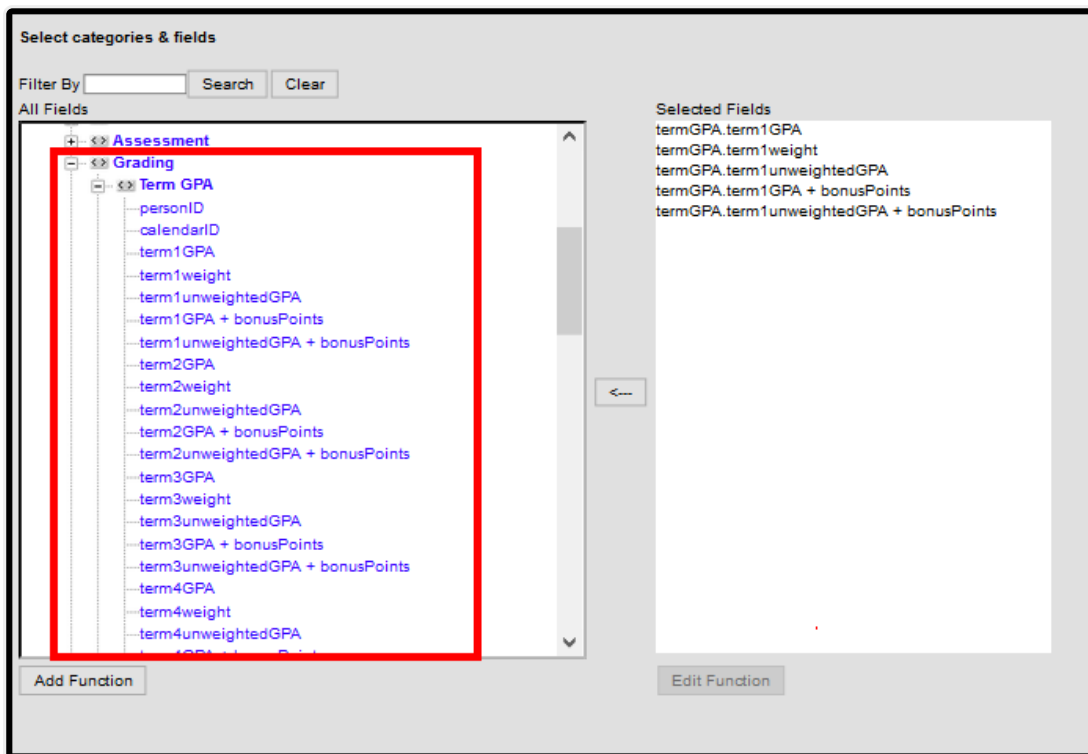 Select categories & fields
Filter By
Search
Clear
All Fields
Assessment
Grading
Term GPA
personID
calendarID
term1GPA
term1weight
term1unweightedGPA
term1GPA + bonusPoints
term1unweightedGPA + bonusPoints
term2GPA
term2weight
term2unweightedGPA
term2GPA + bonusPoints
term2unweightedGPA + bonusPoints
term3GPA
term3weight
term3unweightedGPA
term3GPA + bonusPoints
term3unweightedGPA + bonusPoints
term4GPA
term4weight
term4unweightedGPA
Add Function
<---
Selected Fields
termGPA.term1GPA
termGPA.term1weight
termGPA.term1unweightedGPA
termGPA.term1GPA + bonusPoints
termGPA.term1unweightedGPA + bonusPoints
Edit Function